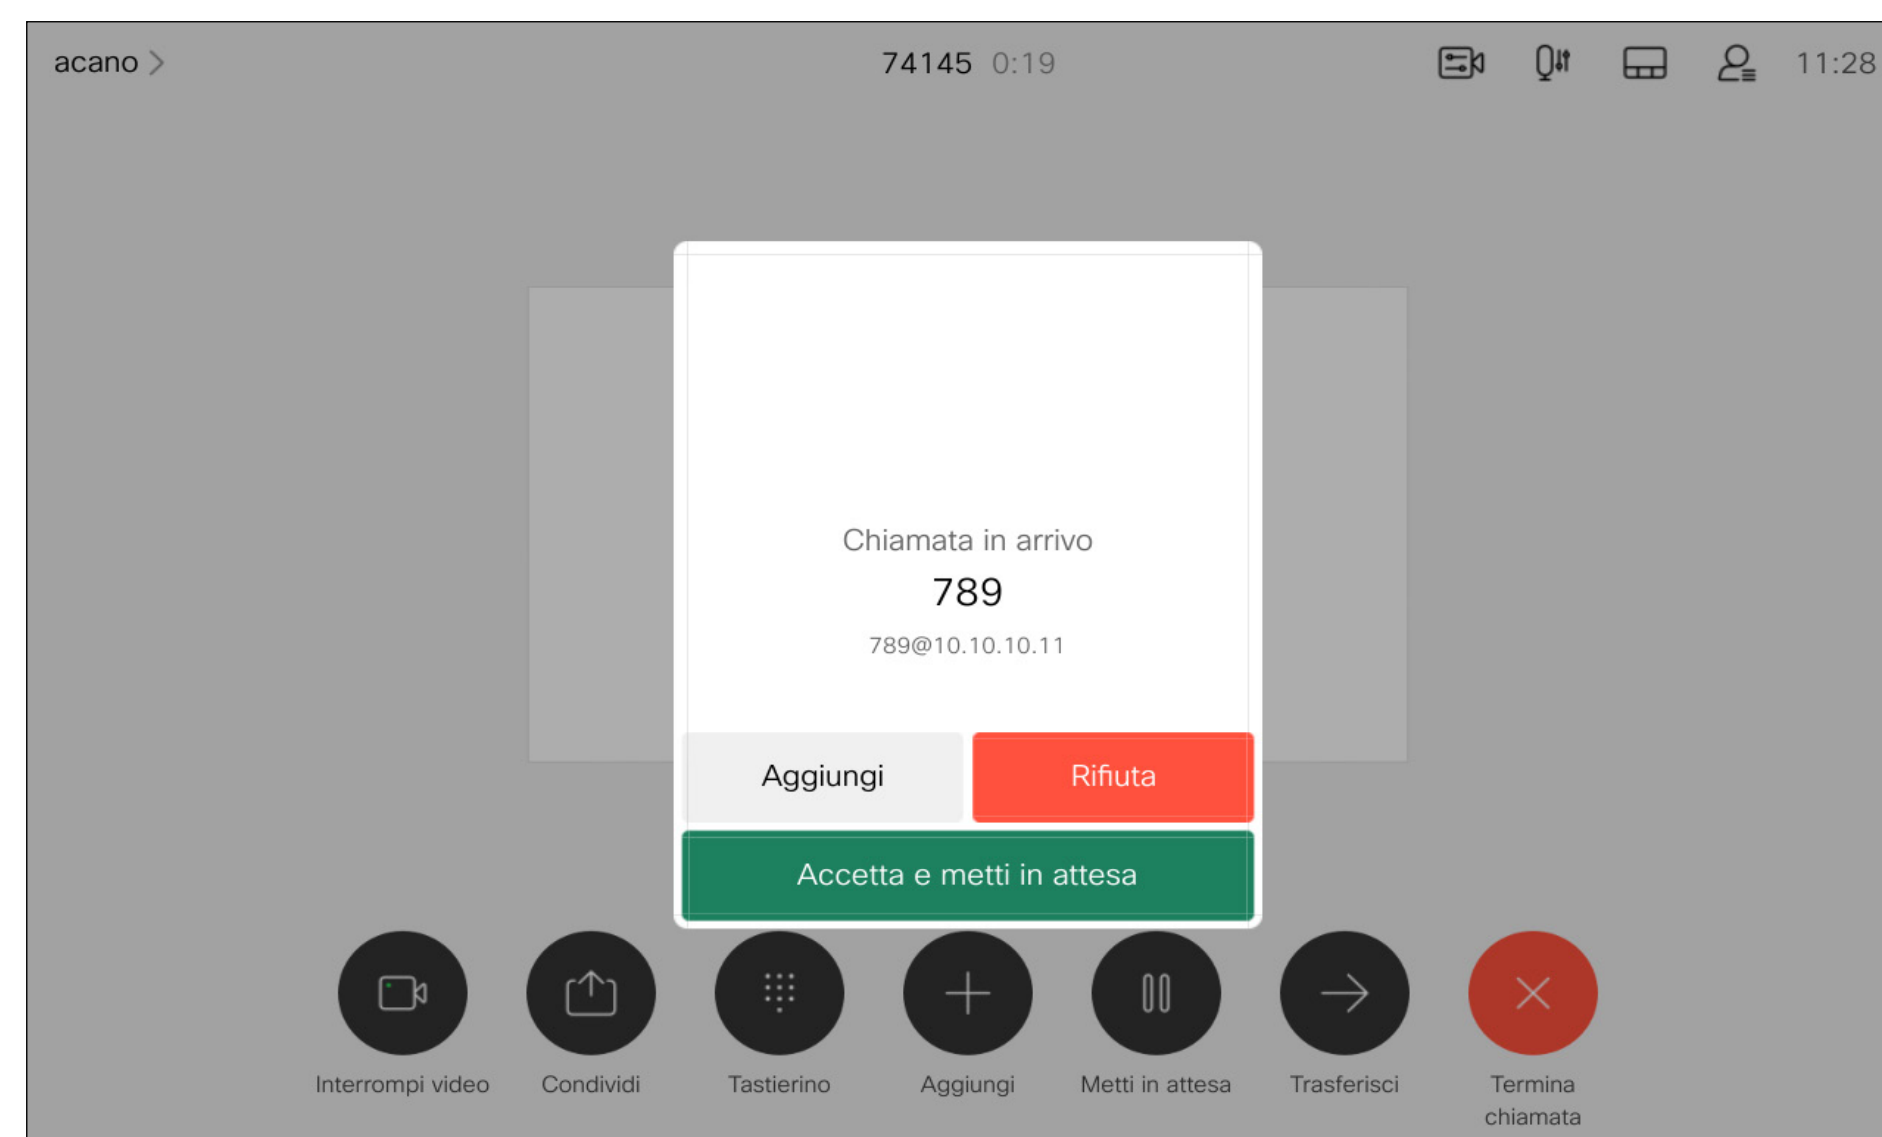 acano
74145 0:19
11:28
Chiamata in arrivo
789
789@10.10.10.11
Aggiungi
Rifiuta
Accetta e metti in attesa
Interrompi video
Condividi
Tastierino
Aggiungi
Metti in attesa
Trasferisci
Termina
chiamata